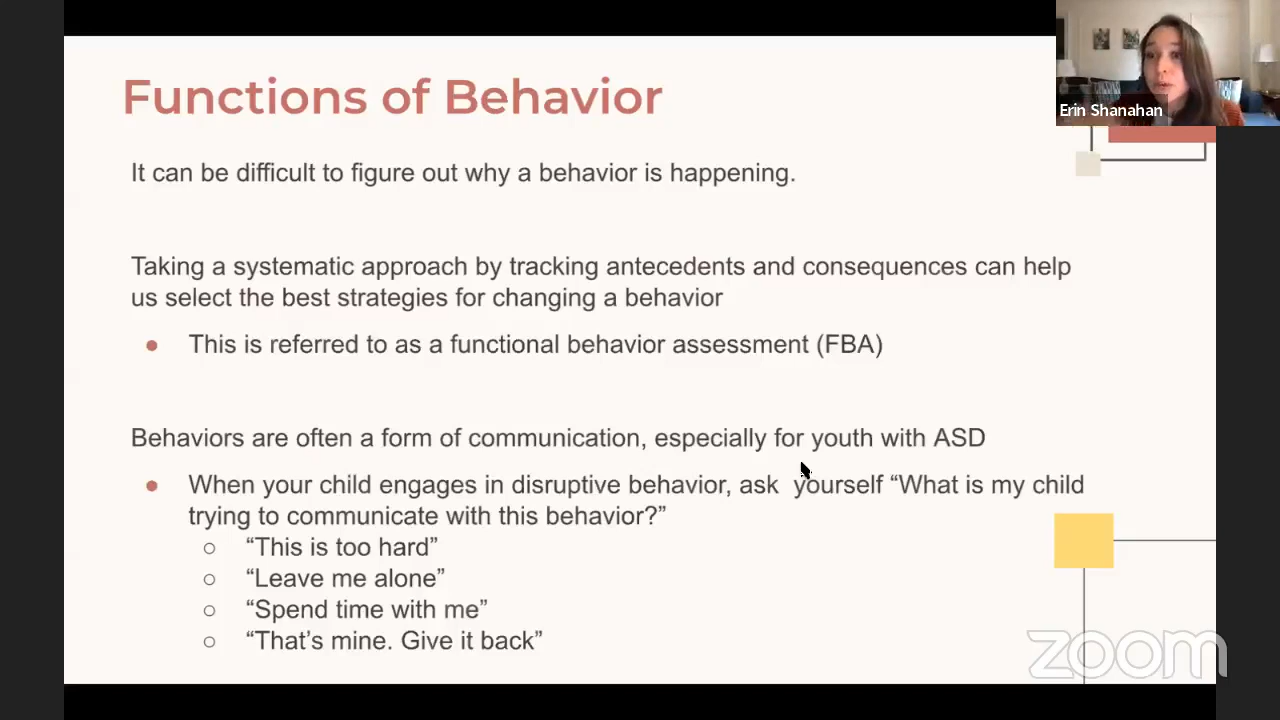 Functions of Behavior
Erin Shanahan
It can be difficult to figure out why a behavior is happening.
Taking a systematic approach by tracking antecedents and consequences can help
us select the best strategies for changing a behavior
● This is referred to as a functional behavior assessment (FBA)
Behaviors are often a form of communication, especially for youth with ASD
● When your child engages in disruptive behavior, ask  yourself “What is my child
trying to communicate with this behavior?”
○ “This is too hard”
○ “Leave me alone”
○ “Spend time with me”
○ “That’s mine. Give it back”
zoom